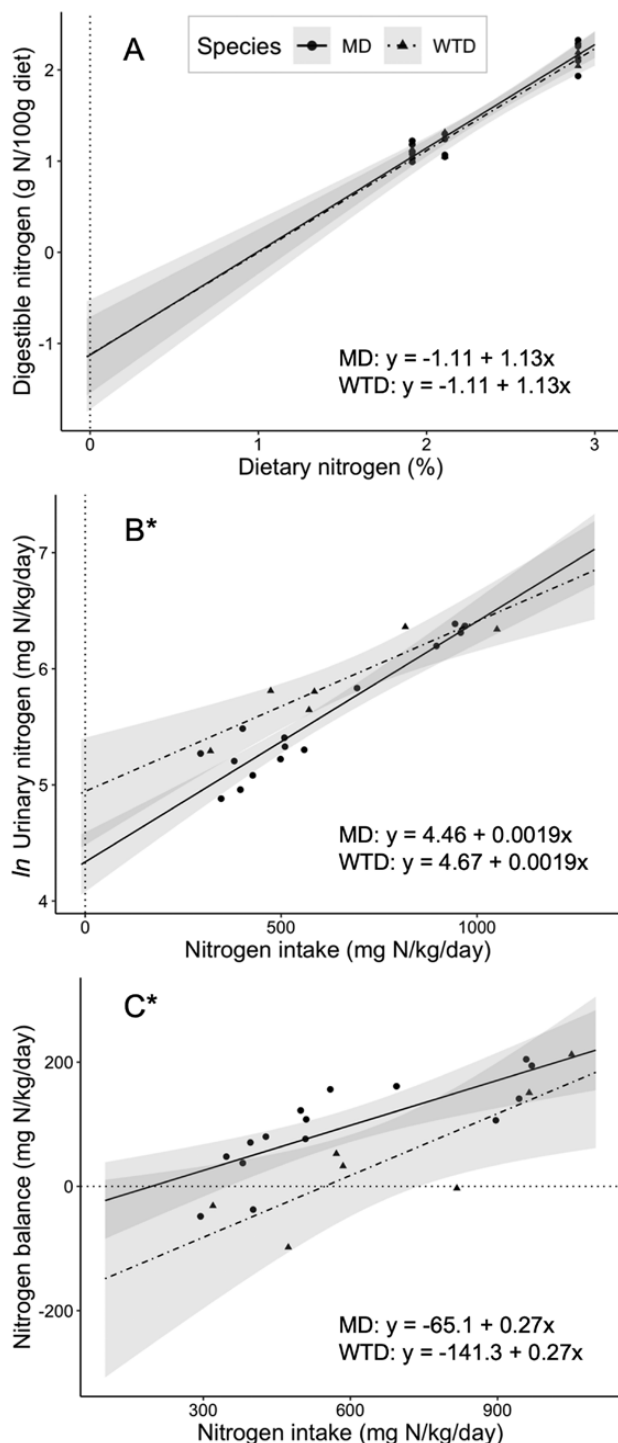 A
Species MD WTD
2
1
0
-1
Digestible nitrogen (g N/100g diet)
MD: y = -1.11 + 1.13x
WTD: y = -1.11 + 1.13x
0 1 2 3
Dietary nitrogen (%)
B*
7
6
5
4
ln Urinary nitrogen (mg N/kg/day)
MD: y = 4.46 + 0.0019x
WTD: y = 4.67 + 0.0019x
0 500 1000
Nitrogen intake (mg N/kg/day)
C*
200
0
-200
Nitrogen balance (mg N/kg/day)
MD: y = -65.1 + 0.27x
WTD: y = -141.3 + 0.27x
300 600 900
Nitrogen intake (mg N/kg/day)